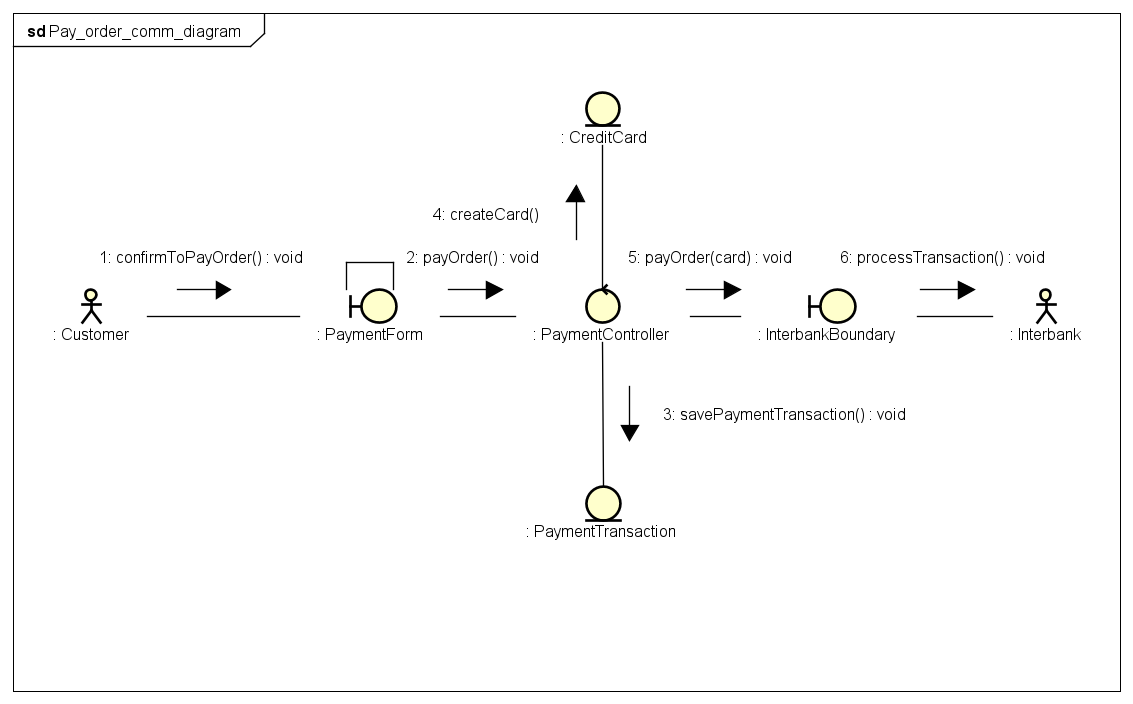 sd Pay_order_comm_diagram
: CreditCard
4: createCard()
1: confirmToPayOrder() : void
2: payOrder() : void
5: payOrder(card) : void
6: processTransaction() : void
: Customer
: PaymentForm
: PaymentController
: InterbankBoundary
: Interbank
3: savePaymentTransaction() : void
: PaymentTransaction